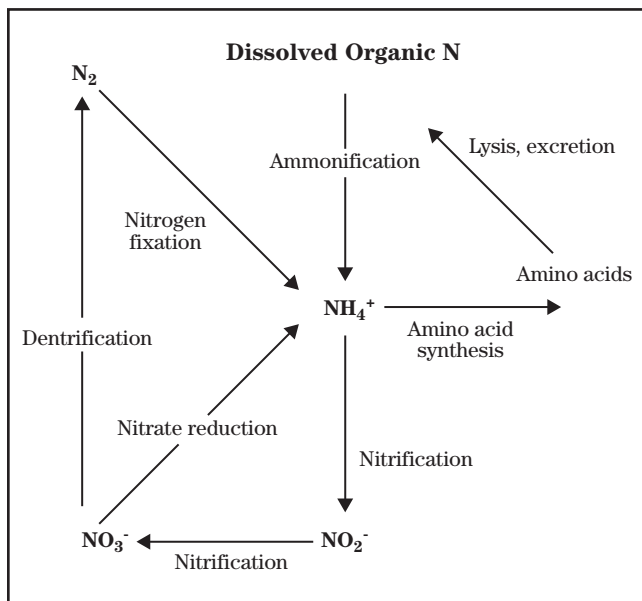 Dissolved Organic N
N₂
Lysis, excretion
Ammonification
Nitrogen
fixation
Amino acids
NH₄⁺
Amino acid
synthesis
Dentrification
Nitrate reduction
Nitrification
NO₃⁻
NO₂⁻
Nitrification